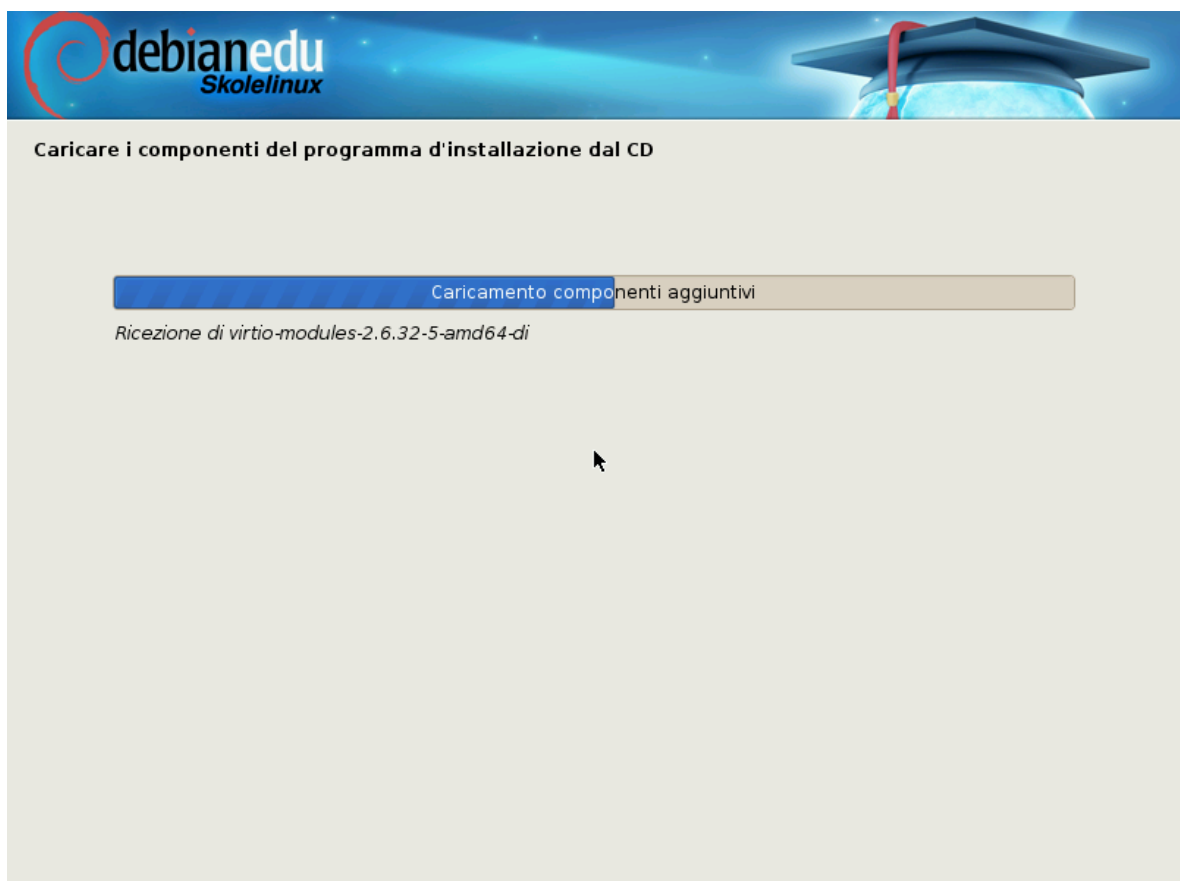 debianedu
Skolelinux
Caricare i componenti del programma d'installazione dal CD
Caricamento componenti aggiuntivi
Ricezione di virtio-modules-2.6.32-5-amd64-di